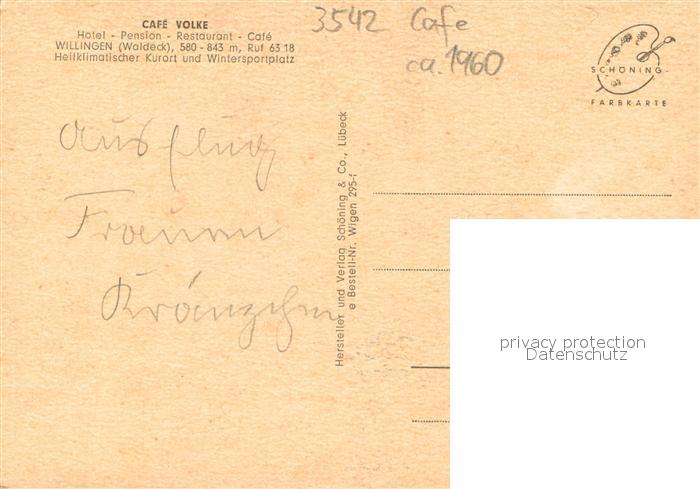 CAFÉ VOLKE
Hotel - Pension - Restaurant - Café
WILLINGEN (Waldeck), 580 - 843 m, Ruf 63 18
Heilklimatischer Kurort und Wintersportplatz
3542 Cafe
ca. 1960
SCHÖNING-
FARBKARTE
Ausflug
Frauen
Kränzchen
Hersteller und Verlag Schöning & Co., Lübeck
e Bestell-Nr. Wigen 295-f
privacy protection
Datenschutz